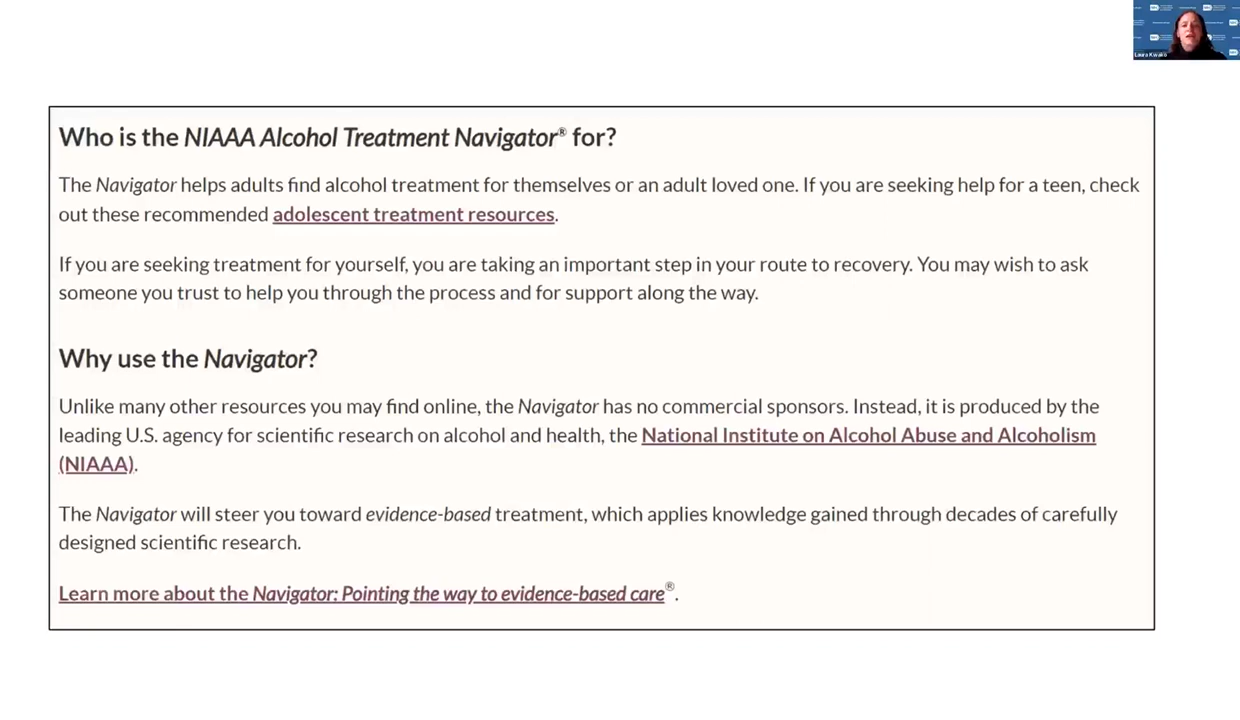 Laura Kwako
Who is the NIAAA Alcohol Treatment Navigator® for?
The Navigator helps adults find alcohol treatment for themselves or an adult loved one. If you are seeking help for a teen, check
out these recommended adolescent treatment resources.
If you are seeking treatment for yourself, you are taking an important step in your route to recovery. You may wish to ask
someone you trust to help you through the process and for support along the way.
Why use the Navigator?
Unlike many other resources you may find online, the Navigator has no commercial sponsors. Instead, it is produced by the
leading U.S. agency for scientific research on alcohol and health, the National Institute on Alcohol Abuse and Alcoholism
(NIAAA).
The Navigator will steer you toward evidence-based treatment, which applies knowledge gained through decades of carefully
designed scientific research.
Learn more about the Navigator: Pointing the way to evidence-based care®.